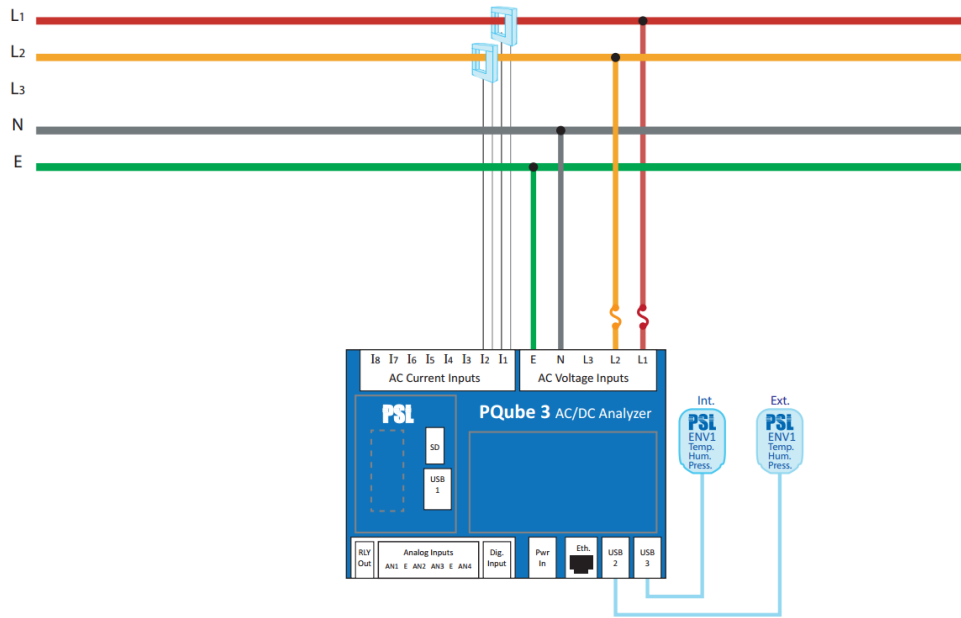 L1
L2
L3
N
E
I8 I7 I6 I5 I4 I3 I2 I1
AC Current Inputs
E N L3 L2 L1
AC Voltage Inputs
PSL
PQube 3 AC/DC Analyzer
SD
USB
1
Int.
PSL
ENV1
Temp.
Hum.
Press.
Ext.
PSL
ENV1
Temp.
Hum.
Press.
RLY
Out
Analog Inputs
AN1 E AN2 AN3 E AN4
Dig.
Input
Pwr
In
Eth.
USB
2
USB
3